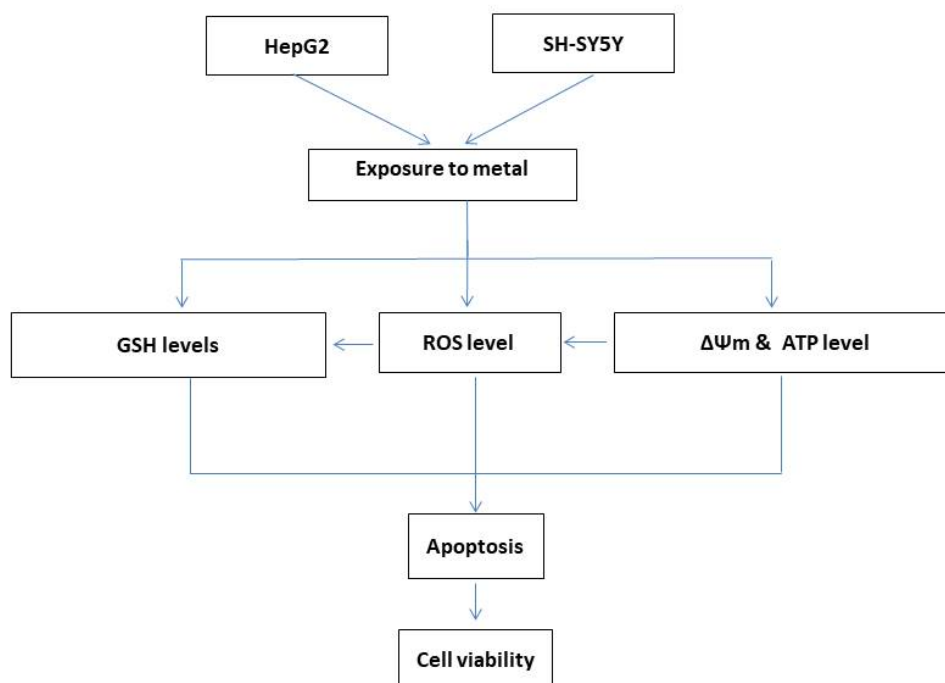 HepG2
SH-SY5Y
Exposure to metal
GSH levels
ROS level
ΔΨm & ATP level
Apoptosis
Cell viability